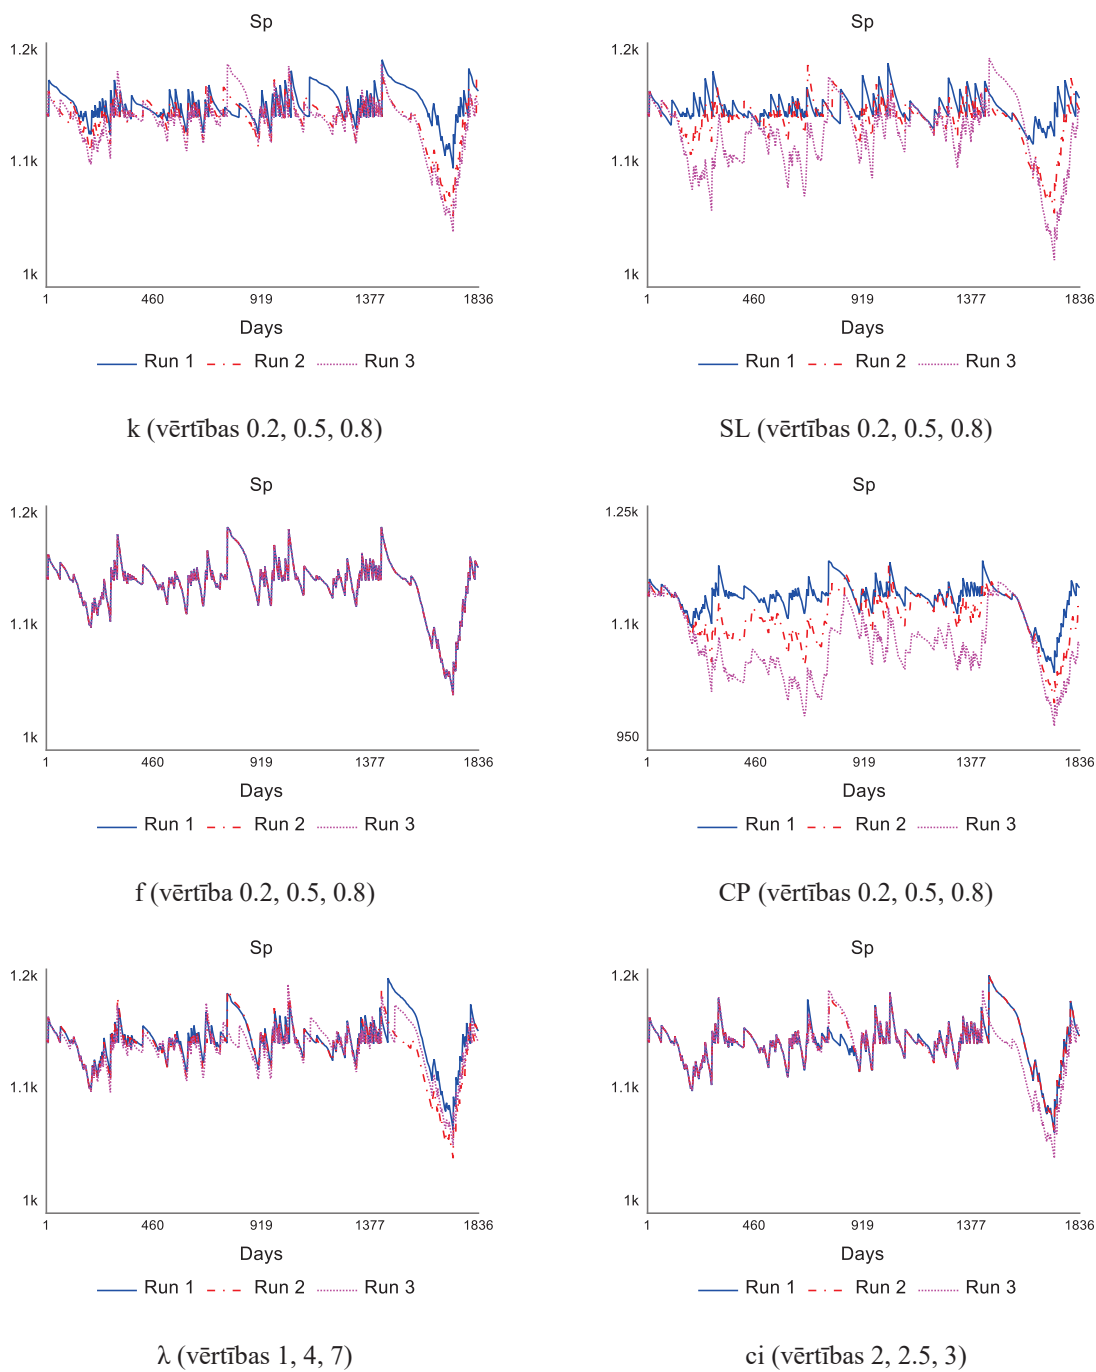 Sp
1.2k
1.1k
1k
1 460 919 1377 1836
Days
Run 1 Run 2 Run 3
k (vērtības 0.2, 0.5, 0.8)
Sp
1.2k
1.1k
1k
1 460 919 1377 1836
Days
Run 1 Run 2 Run 3
SL (vērtības 0.2, 0.5, 0.8)
Sp
1.2k
1.1k
1k
1 460 919 1377 1836
Days
Run 1 Run 2 Run 3
f (vērtība 0.2, 0.5, 0.8)
Sp
1.25k
1.1k
950
1 460 919 1377 1836
Days
Run 1 Run 2 Run 3
CP (vērtības 0.2, 0.5, 0.8)
Sp
1.2k
1.1k
1k
1 460 919 1377 1836
Days
Run 1 Run 2 Run 3
λ (vērtības 1, 4, 7)
Sp
1.2k
1.1k
1k
1 460 919 1377 1836
Days
Run 1 Run 2 Run 3
ci (vērtības 2, 2.5, 3)